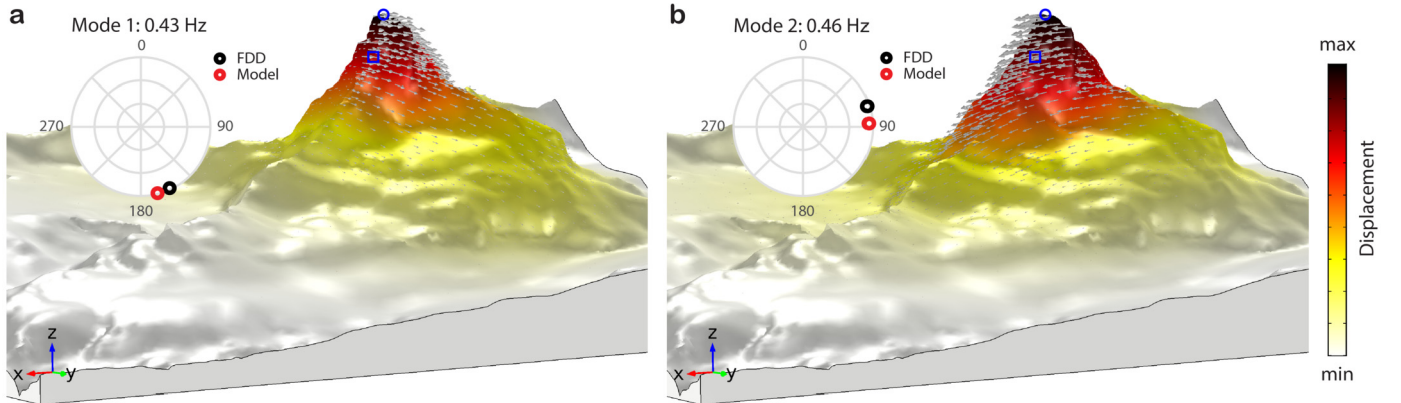 a
Mode 1: 0.43 Hz
0
FDD
Model
270
90
180
z
x
y
b
Mode 2: 0.46 Hz
0
FDD
Model
270
90
180
z
x
y
max
Displacement
min